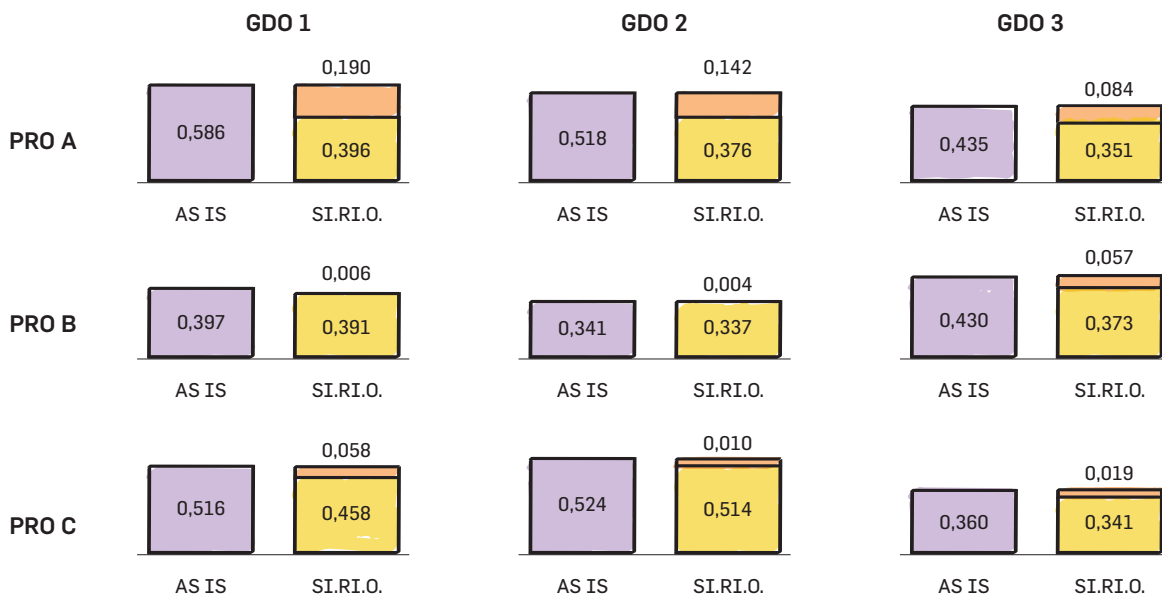 GDO 1 GDO 2 GDO 3
0,190 0,142 0,084
PRO A 0,586 0,396 0,518 0,376 0,435 0,351
AS IS SI.RI.O. AS IS SI.RI.O. AS IS SI.RI.O.
0,006 0,004 0,057
PRO B 0,397 0,391 0,341 0,337 0,430 0,373
AS IS SI.RI.O. AS IS SI.RI.O. AS IS SI.RI.O.
0,058 0,010 0,019
PRO C 0,516 0,458 0,524 0,514 0,360 0,341
AS IS SI.RI.O. AS IS SI.RI.O. AS IS SI.RI.O.